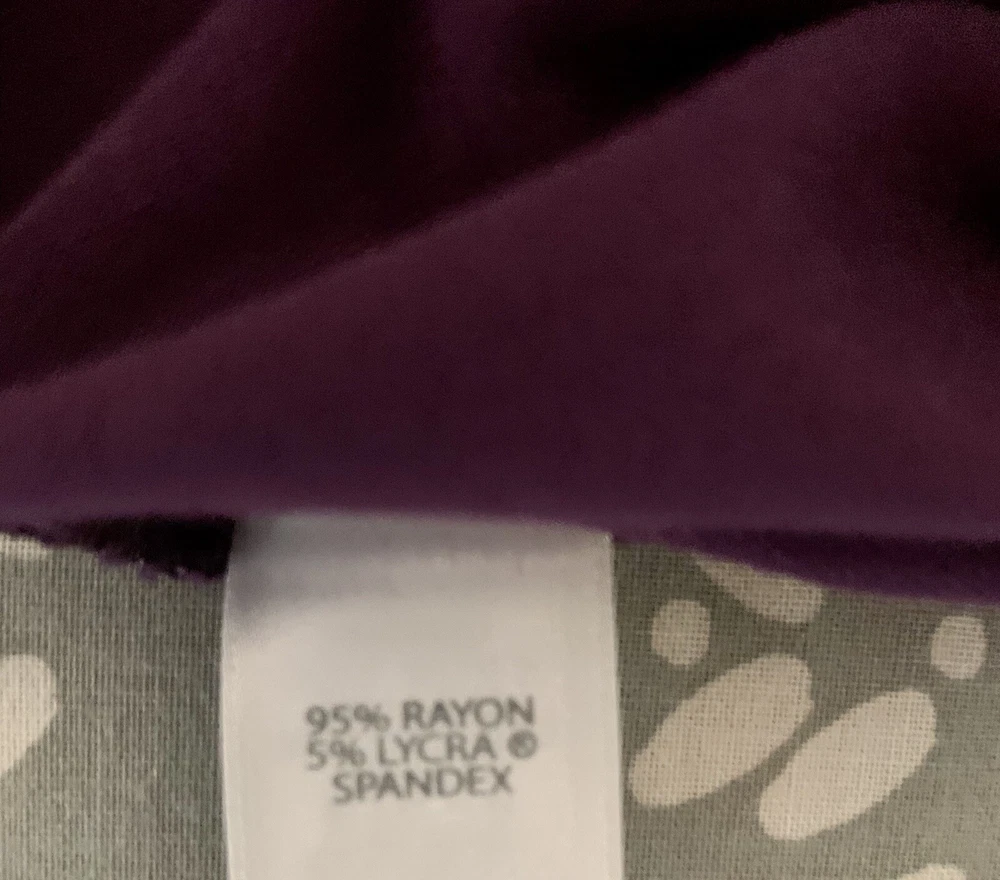 95% RAYON
5% LYCRA ®
SPANDEX